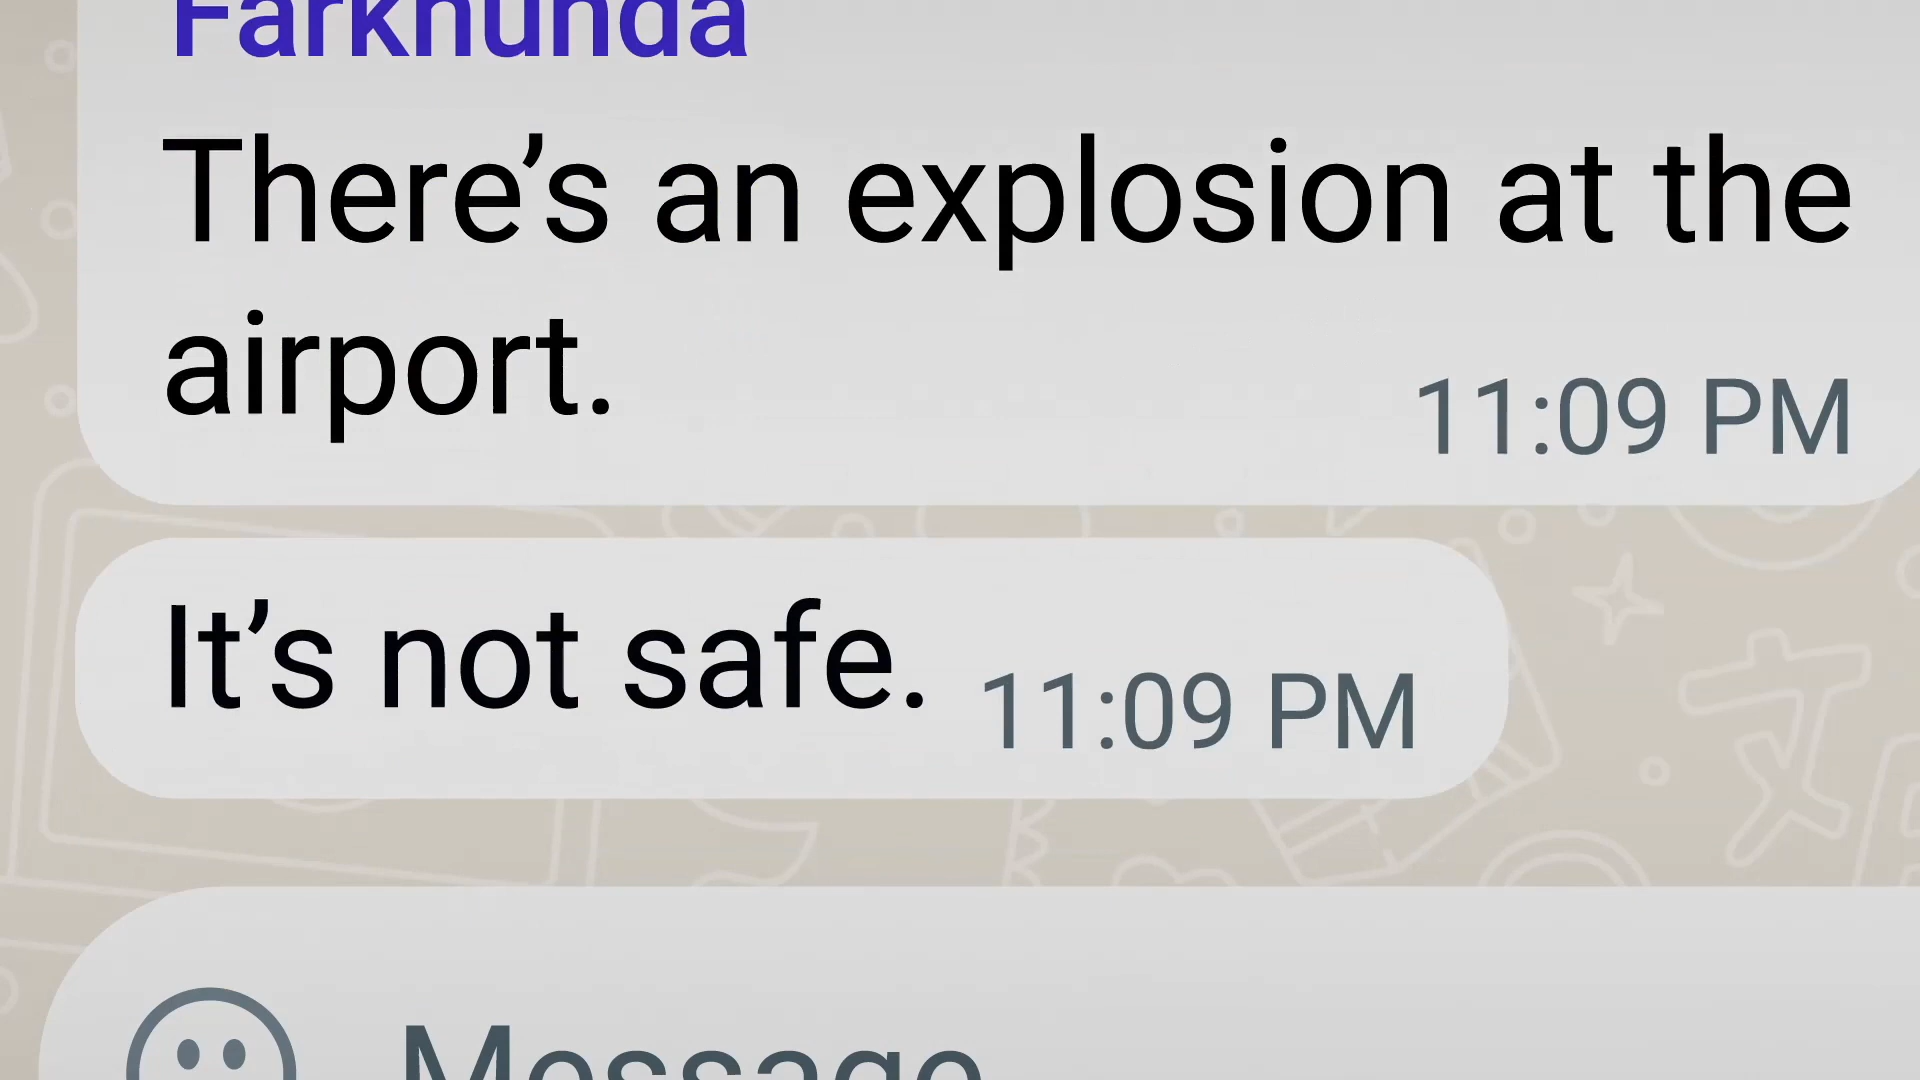 Farkhunda
There’s an explosion at the
airport.
11:09 PM
It’s not safe. 11:09 PM
Message